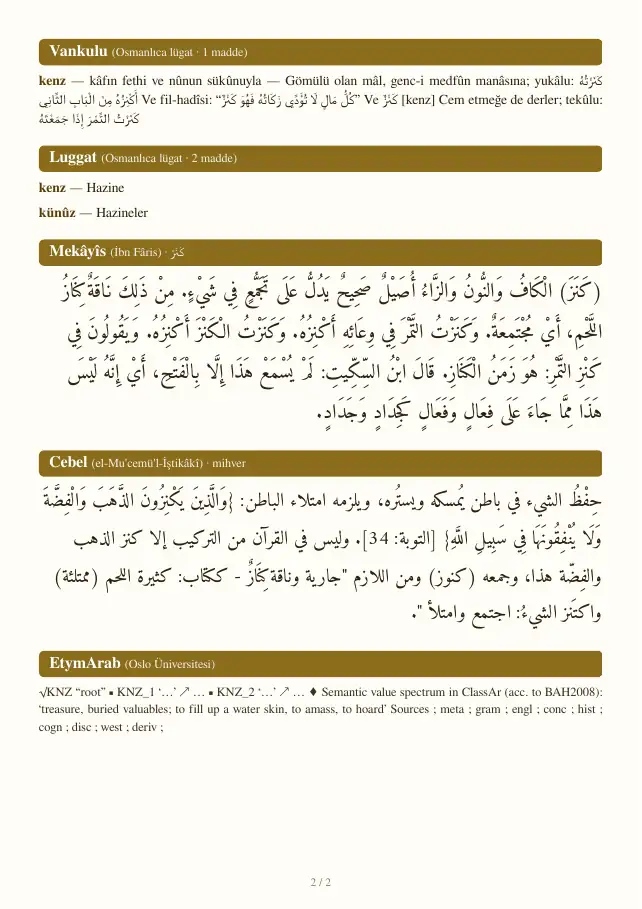 Vankulu (Osmanlıca lügat · 1 madde)
kenz — kâfın fethi ve nûnun sükûnuyla — Gömülü olan mâl, genc-i medfûn manâsına; yukâlu: كَنَزْتُهُ
أَكْنِزُهُ مِنَ الْبَابِ الثَّانِي Ve fil-hadîsi: “كُلُّ مَالٍ لَا تُؤَدَّى زَكَاتُهُ فَهُوَ كَنْزٌ” Ve كَنْزٌ [kenz] Cem etmeğe de derler; tekûlu:
كَنَزْتُ التَّمْرَ إِذَا جَمَعْتَهُ
Luggat (Osmanlıca lügat · 2 madde)
kenz — Hazine
künûz — Hazineler
Mekâyîs (İbn Fâris) · كَنَزَ
(كَنَزَ) الْكَافُ وَالنُّونُ وَالزَّاءُ أُصَيْلٌ صَحِيحٌ يَدُلُّ عَلَى تَجَمُّعٍ فِي شَيْءٍ. مِنْ ذَلِكَ نَاقَةٌ كِنَازُ
اللَّحْمِ، أَيْ مُجْتَمِعَةٌ. وَكَنَزْتُ التَّمْرَ فِي وِعَائِهِ أَكْنِزُهُ. وَكَنَزْتُ الْكَنْزَ أَكْنِزُهُ. وَيَقُولُونَ فِي
كَنْزِ التَّمْرِ: هُوَ زَمَنُ الْكَنَازِ. قَالَ ابْنُ السِّكِّيتِ: لَمْ يُسْمَعْ هَذَا إِلَّا بِالْفَتْحِ، أَيْ إِنَّهُ لَيْسَ
هَذَا مِمَّا جَاءَ عَلَى فِعَالٍ وَفَعَالٍ كَجِدَادٍ وَجَدَادٍ.
Cebel (el-Mu'cemü'l-İştikâkî) · mihver
حِفْظُ الشيء في باطن يُمسكه ويستُره، ويلزمه امتلاء الباطن: {وَالَّذِينَ يَكْنِزُونَ الذَّهَبَ وَالْفِضَّةَ
وَلَا يُنْفِقُونَهَا فِي سَبِيلِ اللَّهِ} [التوبة: 34]. وليس في القرآن من التركيب إلا كنز الذهب
والفِضّة هذا، وجمعه (كنوز) ومن اللازم "جارية وناقة كِنَازٌ - ككتاب: كثيرة اللحم (ممتلئة)
واكتَنز الشيءُ: اجتمع وامتلأ ".
EtymArab (Oslo Üniversitesi)
√KNZ “root” ▪ KNZ_1 ‘…’ ↗ … ▪ KNZ_2 ‘…’ ↗ … ♦ Semantic value spectrum in ClassAr (acc. to BAH2008):
‘treasure, buried valuables; to fill up a water skin, to amass, to hoard’ Sources ; meta ; gram ; engl ; conc ; hist ;
cogn ; disc ; west ; deriv ;
2 / 2